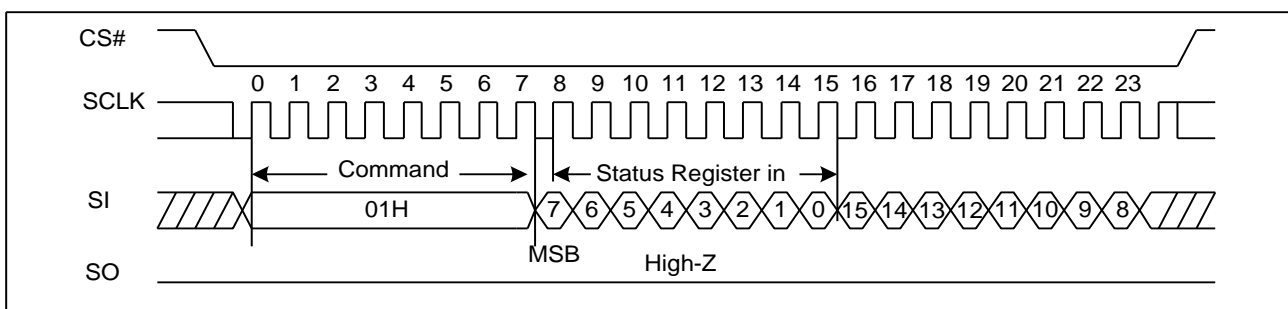 CS#
0 1 2 3 4 5 6 7 8 9 10 11 12 13 14 15 16 17 18 19 20 21 22 23
SCLK
Command Status Register in
SI 01H 7 6 5 4 3 2 1 0 15 14 13 12 11 10 9 8
MSB
SO High-Z